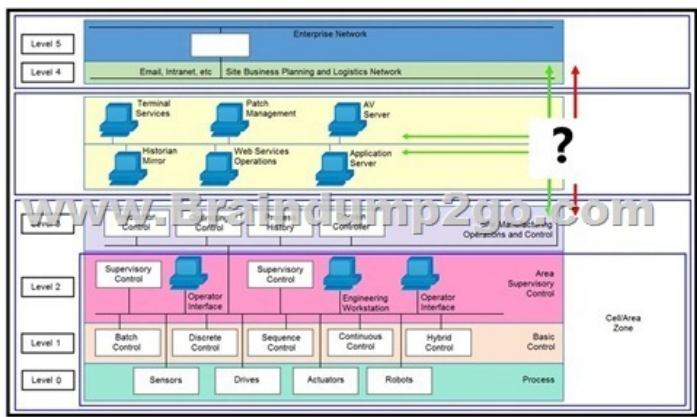 Level 5
Enterprise Network
Level 4
Email, Intranet, etc
Site Business Planning and Logistics Network
Terminal
Services
Patch
Management
AV
Server
Historian
Mirror
Web Services
Operations
Application
Server
?
www.Braindump2go.com
Control
Control
History
Controller
Operations and Control
Level 2
Supervisory
Control
Operator
Interface
Supervisory
Control
Engineering
Workstation
Operator
Interface
Area
Supervisory
Control
Cell/Area
Zone
Level 1
Batch
Control
Discrete
Control
Sequence
Control
Continuous
Control
Hybrid
Control
Basic
Control
Level 0
Sensors
Drives
Actuators
Robots
Process